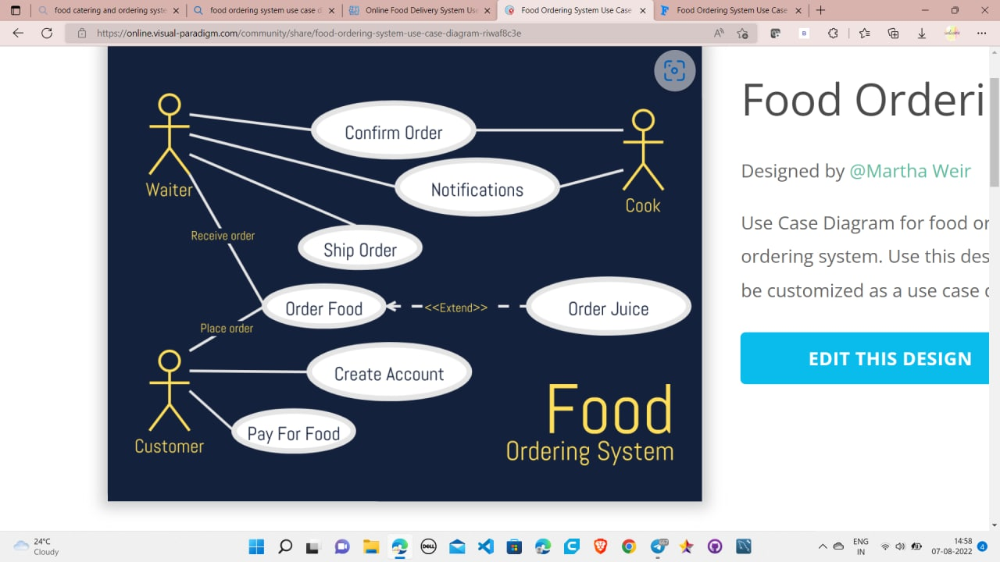 food catering and ordering syste
food ordering system use case d
Online Food Delivery System Use
Food Ordering System Use Case
Food Ordering System Use Case
https://online.visual-paradigm.com/community/share/food-ordering-system-use-case-diagram-riwaf8c3e
Confirm Order
Notifications
Waiter
Cook
Receive order
Ship Order
Order Food
<<Extend>>
Order Juice
Place order
Create Account
Pay For Food
Customer
Food
Ordering System
Food Orderi
Designed by @Martha Weir
Use Case Diagram for food or
ordering system. Use this des
be customized as a use case
EDIT THIS DESIGN
24°C
Cloudy
DELL
667
ENG
IN
14:58
07-08-2022
4